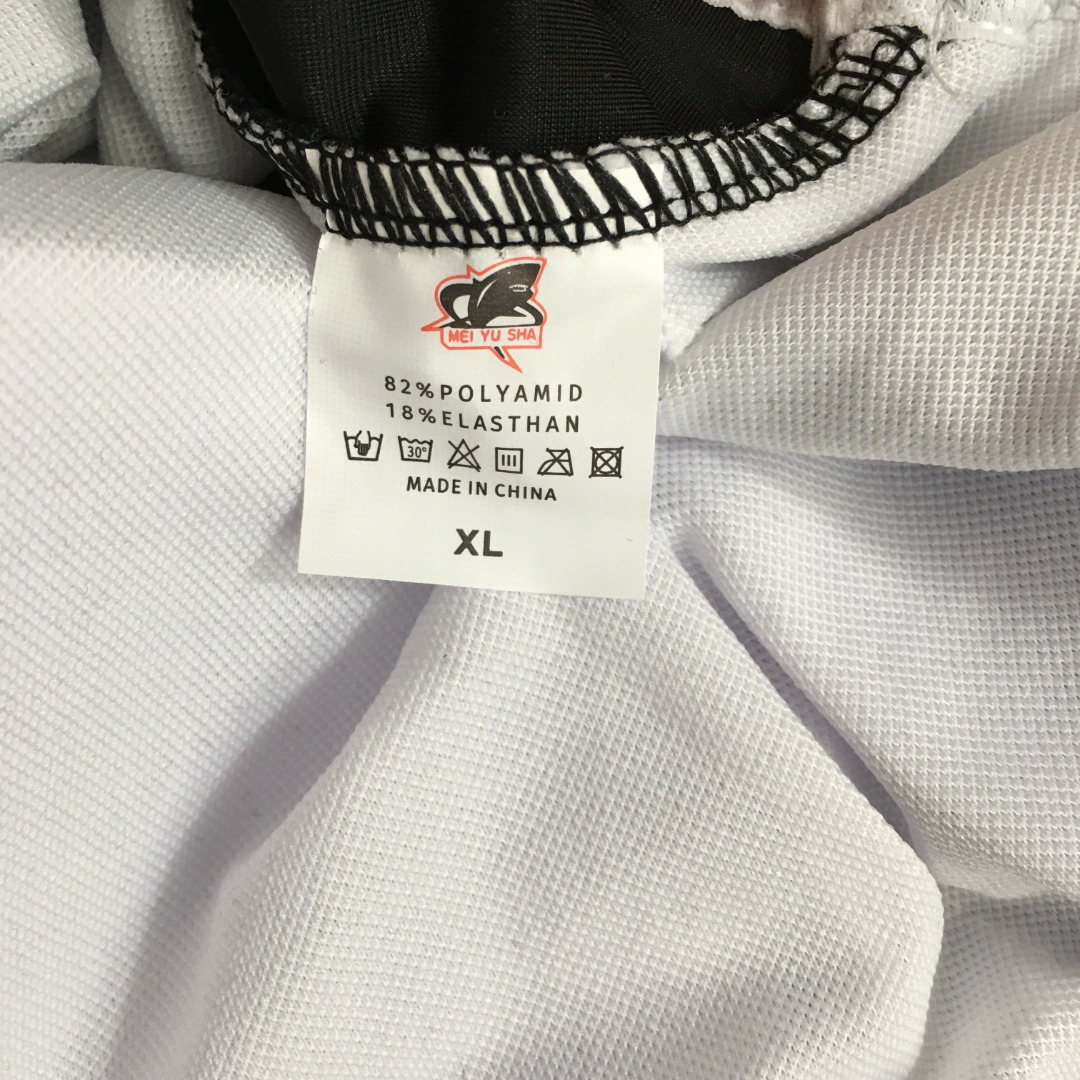 MEI YU SHA
82%POLYAMID
18%ELASTHAN
30°
MADE IN CHINA
XL